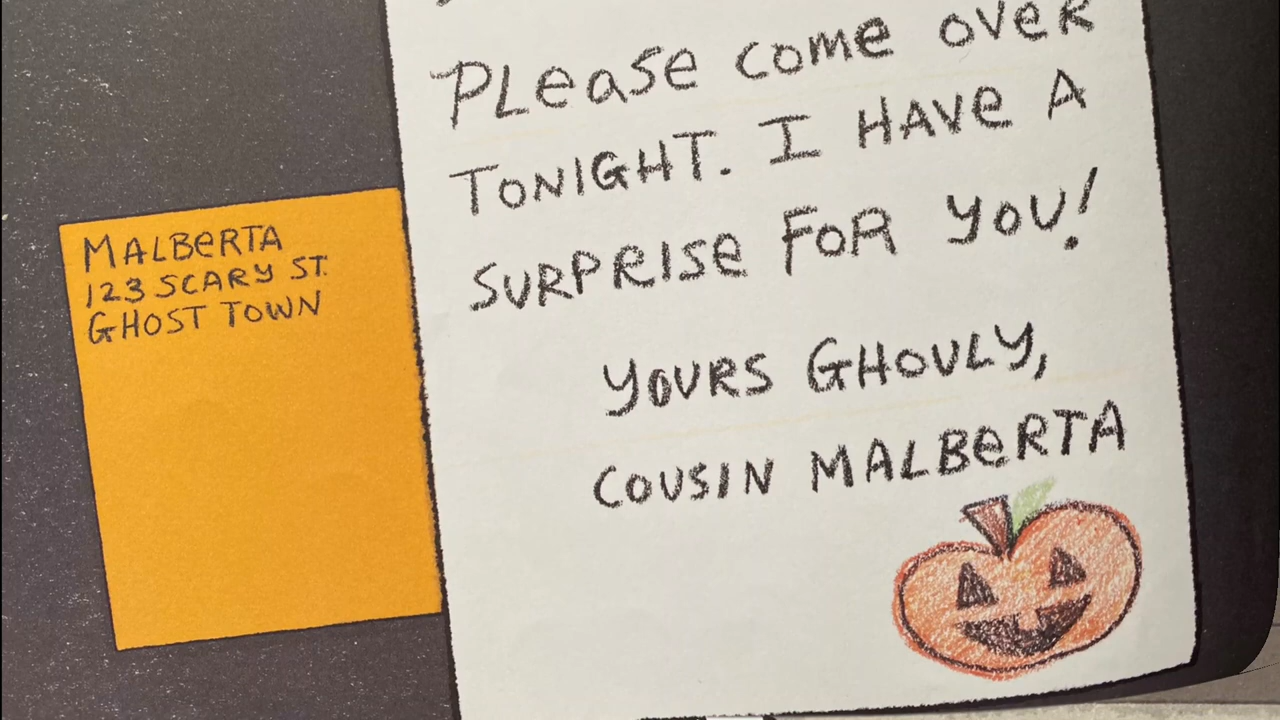 MALBeRTA
123 SCARY ST.
GHOST TOWN
PLeaSe come oveR
TONIGHT. I HAVe A
SURPRISe FOR YOU!
YOURS GHOULY,
COUSIN MALBeRTA